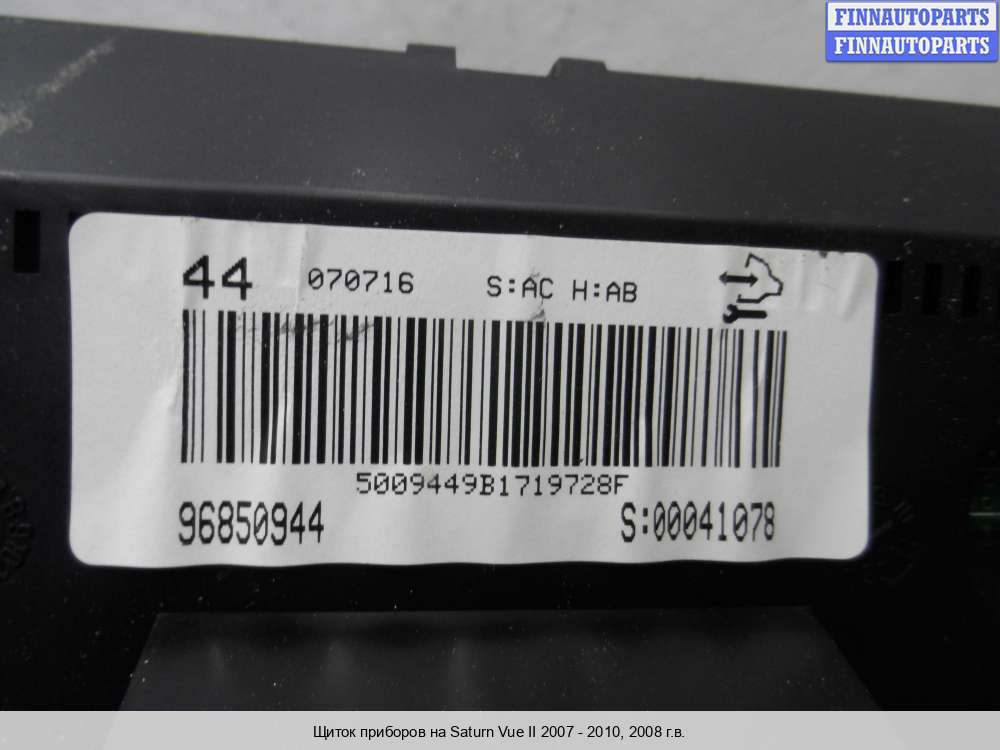 FINNAUTOPARTS
FINNAUTOPARTS
44 070716 S:AC H:AB
5009449B1719728F
96850944 S:00041078
Щиток приборов на Saturn Vue II 2007 - 2010, 2008 г.в.